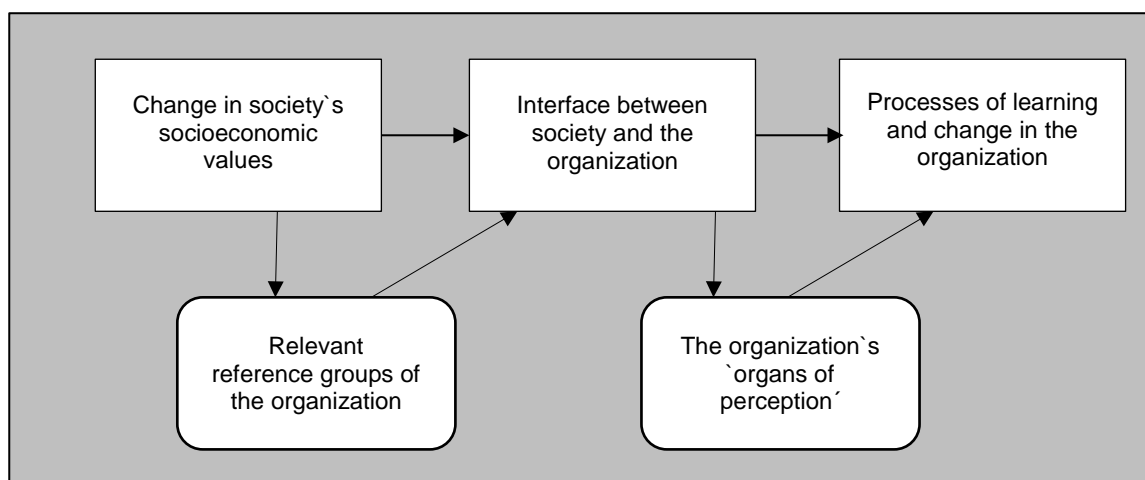 Change in society`s
socioeconomic
values
Interface between
society and the
organization
Processes of learning
and change in the
organization
Relevant
reference groups of
the organization
The organization`s
`organs of
perception´